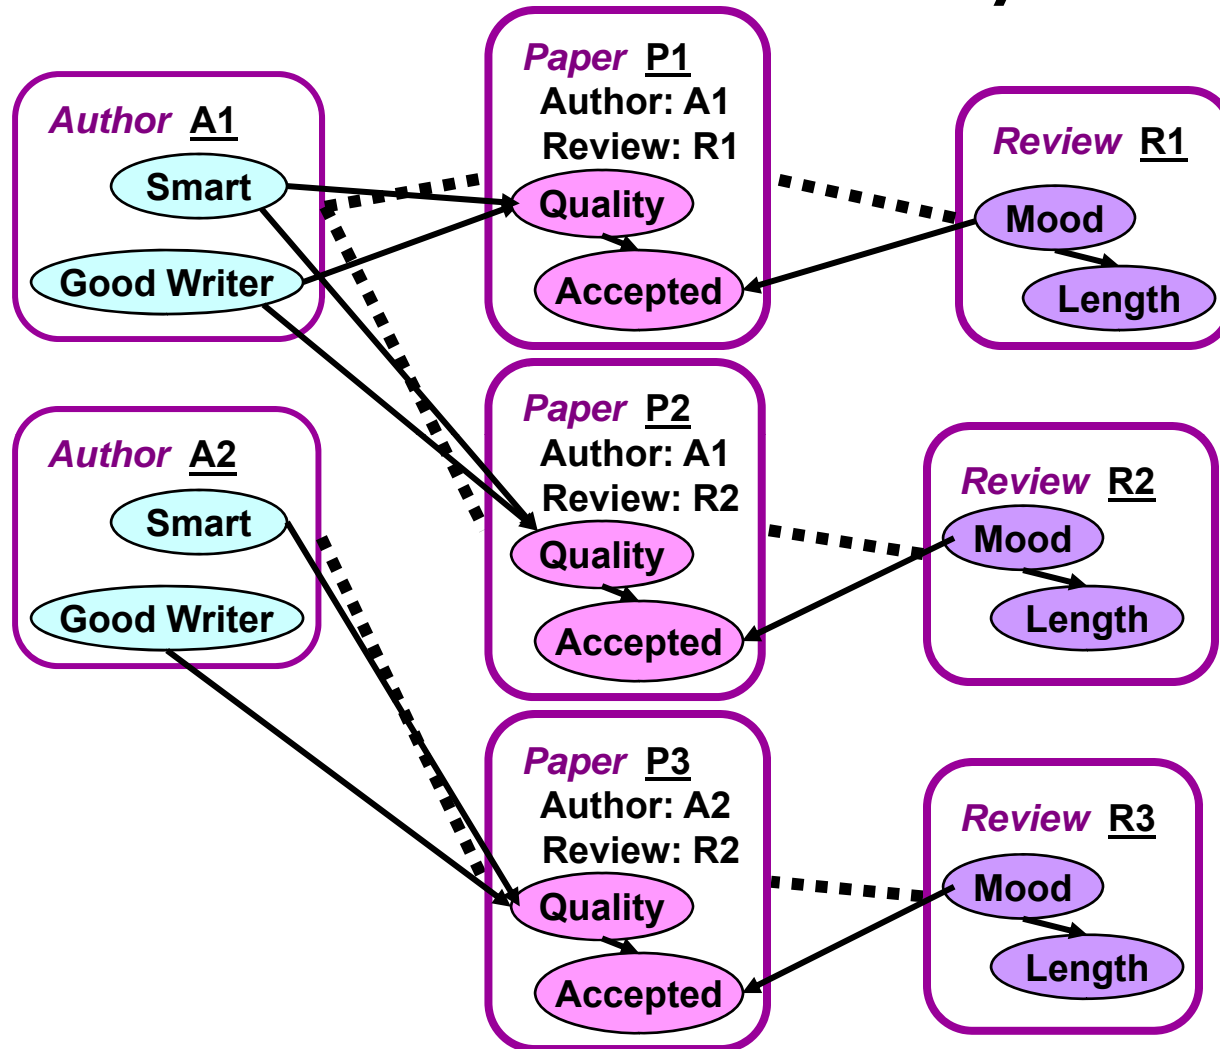 Author A1
Smart
Good Writer
Author A2
Smart
Good Writer
Paper P1
Author: A1
Review: R1
Quality
Accepted
Paper P2
Author: A1
Review: R2
Quality
Accepted
Paper P3
Author: A2
Review: R2
Quality
Accepted
Review R1
Mood
Length
Review R2
Mood
Length
Review R3
Mood
Length